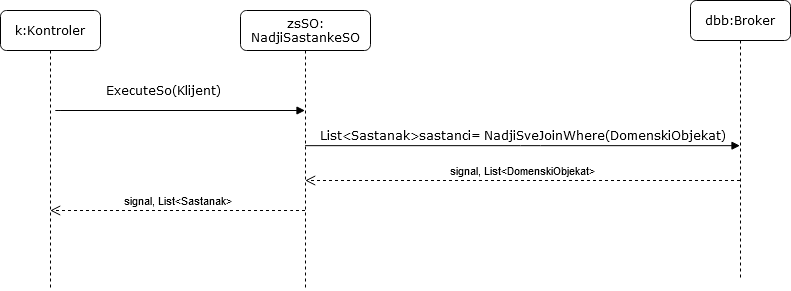 k:Kontroler
zsSO:
NadjiSastankeSO
dbb:Broker
ExecuteSo(Klijent)
List<Sastanak>sastanci= NadjiSveJoinWhere(DomenskiObjekat)
signal, List<DomenskiObjekat>
signal, List<Sastanak>